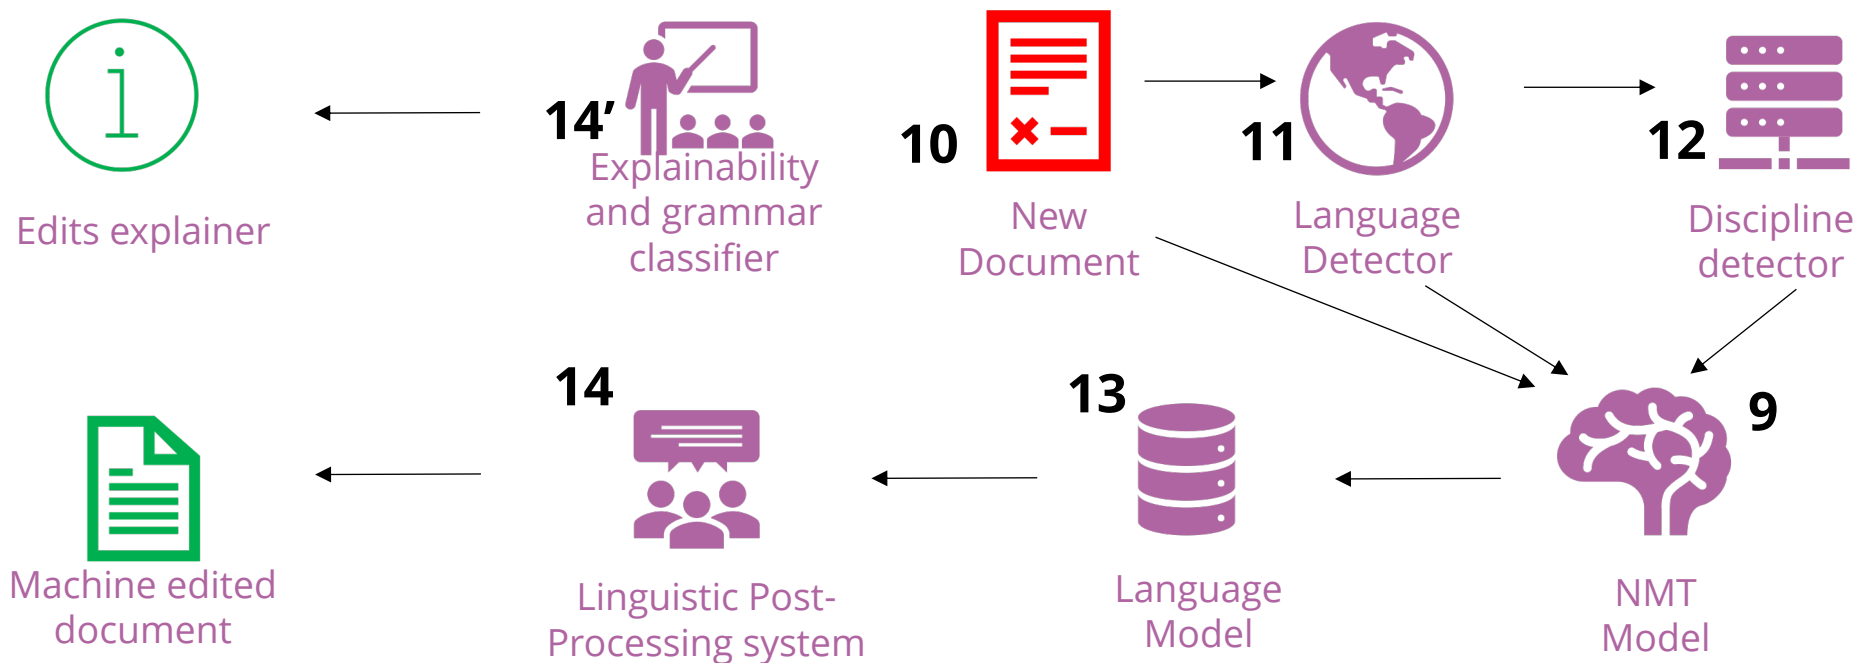 14’
Explainability
and grammar
classifier
Edits explainer
10
New
Document
11
Language
Detector
12
Discipline
detector
14
Linguistic Post-
Processing system
Machine edited
document
13
Language
Model
9
NMT
Model